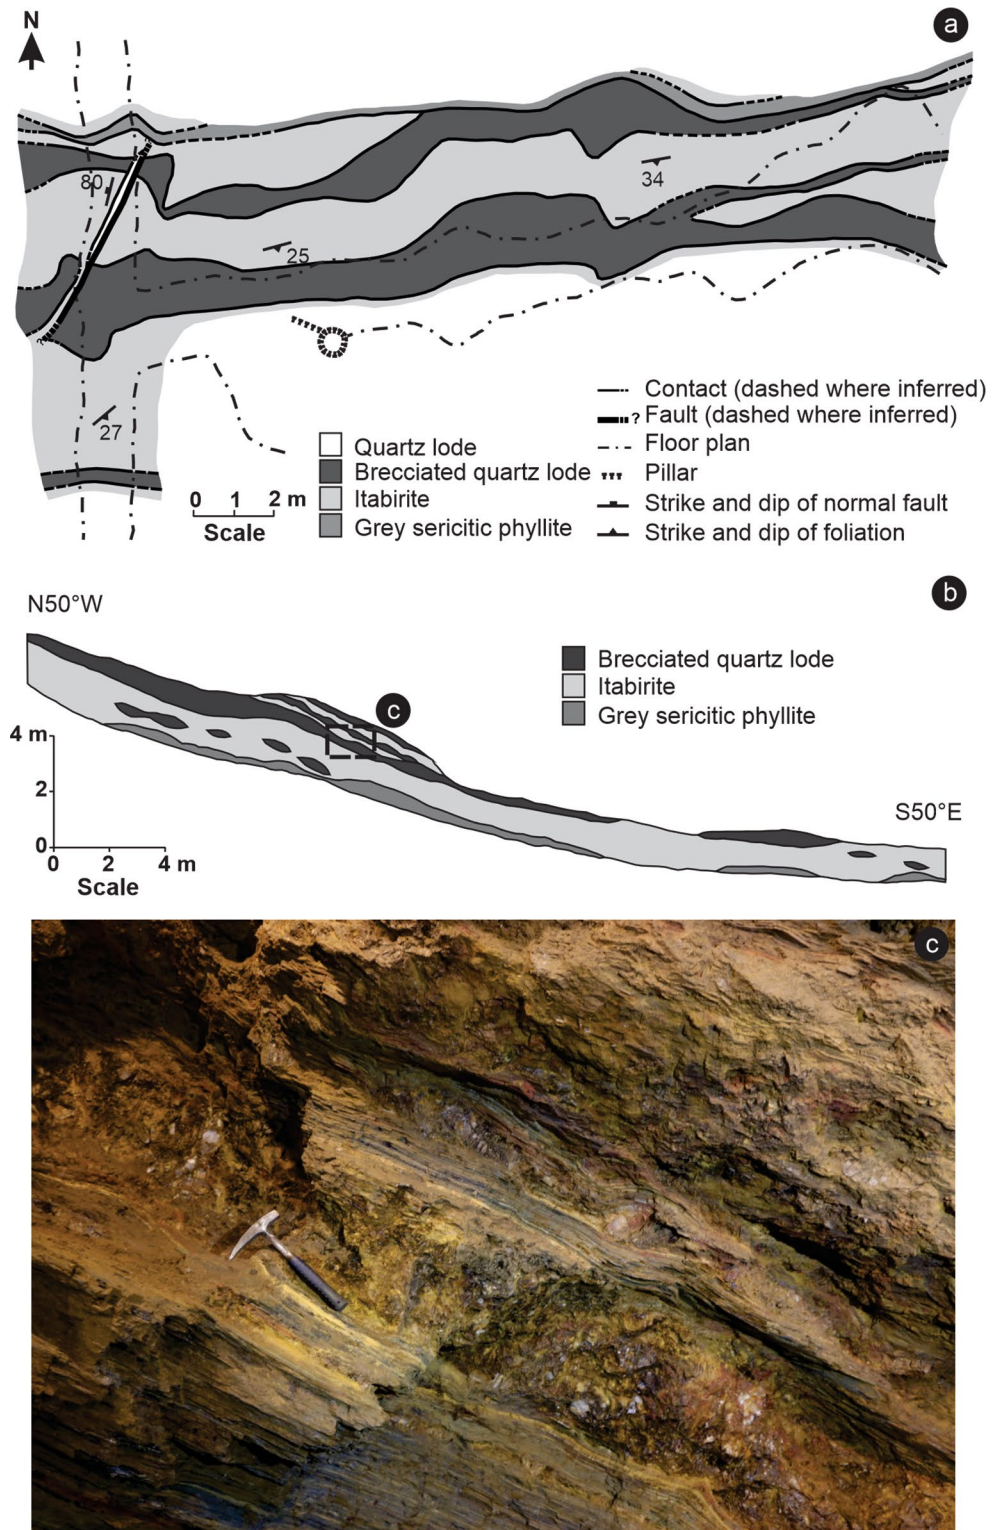 N
a
80
34
25
27
Quartz lode
Brecciated quartz lode
Itabirite
Grey sericitic phyllite
0 1 2 m
Scale
Contact (dashed where inferred)
? Fault (dashed where inferred)
Floor plan
Pillar
Strike and dip of normal fault
Strike and dip of foliation
?
b
N50°W
Brecciated quartz lode
Itabirite
Grey sericitic phyllite
c
4 m
2
0
0 2 4 m
Scale
S50°E
c